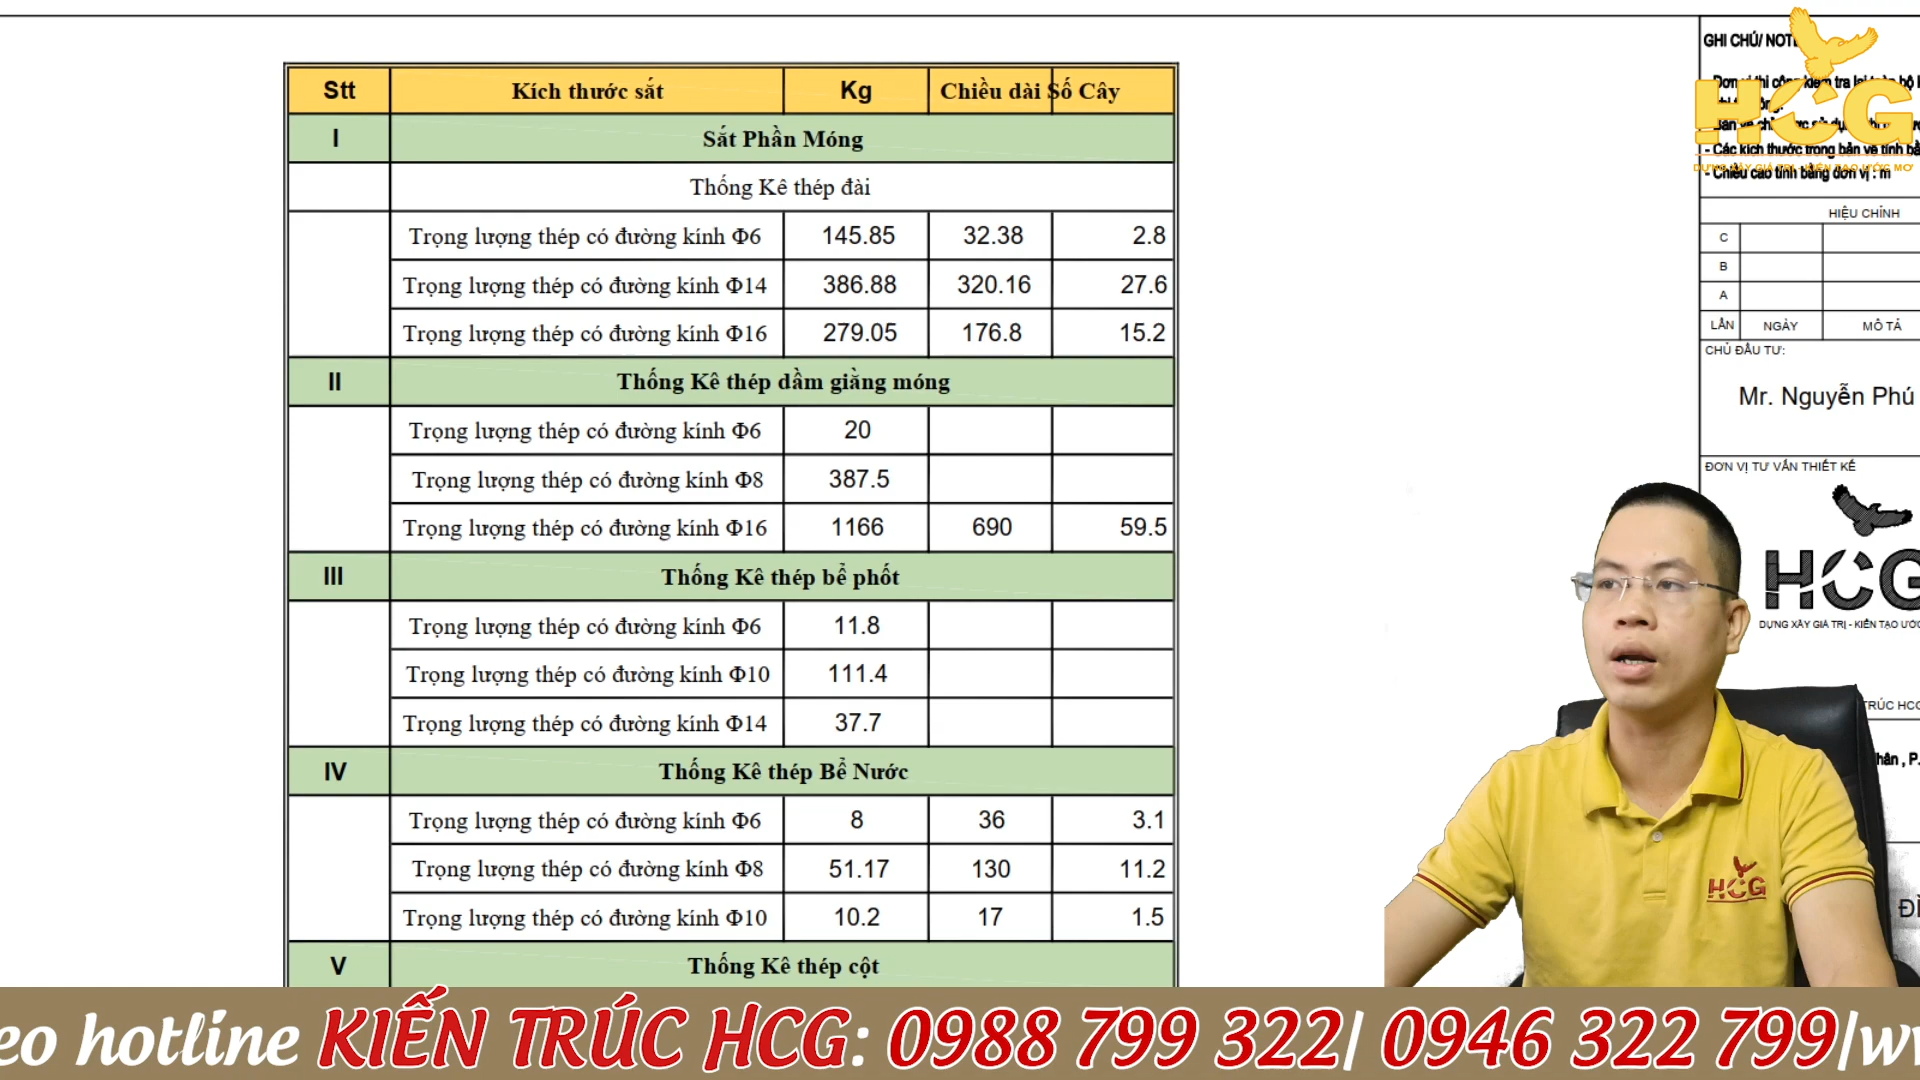 Stt Kích thước sắt Kg Chiều dài Số Cây
I Sắt Phần Móng
Thống Kê thép đài
Trọng lượng thép có đường kính Φ6 145.85 32.38 2.8
Trọng lượng thép có đường kính Φ14 386.88 320.16 27.6
Trọng lượng thép có đường kính Φ16 279.05 176.8 15.2
II Thống Kê thép dầm giằng móng
Trọng lượng thép có đường kính Φ6 20
Trọng lượng thép có đường kính Φ8 387.5
Trọng lượng thép có đường kính Φ16 1166 690 59.5
III Thống Kê thép bể phốt
Trọng lượng thép có đường kính Φ6 11.8
Trọng lượng thép có đường kính Φ10 111.4
Trọng lượng thép có đường kính Φ14 37.7
IV Thống Kê thép Bể Nước
Trọng lượng thép có đường kính Φ6 8 36 3.1
Trọng lượng thép có đường kính Φ8 51.17 130 11.2
Trọng lượng thép có đường kính Φ10 10.2 17 1.5
V Thống Kê thép cột
GHI CHÚ/
HCG
DỰNG XÂY GIÁ TRỊ - KIẾN TẠO ƯỚC MƠ
- Các kích thước trong bản vẽ tính
- Chiều cao tính bằng đơn vị : m
HIỆU CHỈNH
C
B
A
LẦN NGÀY MÔ TẢ
CHỦ ĐẦU TƯ:
Mr. Nguyễn Phú
ĐƠN VỊ TƯ VẤN THIẾT KẾ
HCG
DỰNG XÂY GIÁ TRỊ - KIẾN TẠO
TRÚC HCG
, P.
HCG
eo hotline KIẾN TRÚC HCG: 0988 799 322/ 0946 322 799/